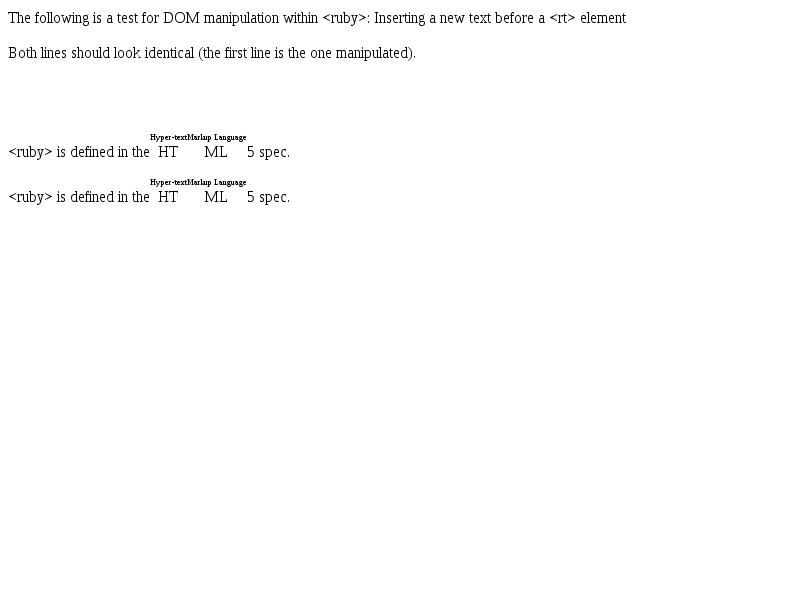 The following is a test for DOM manipulation within <ruby>: Inserting a new text before a <rt> element
Both lines should look identical (the first line is the one manipulated).
Hyper-textMarkup Language
<ruby> is defined in the HT ML 5 spec.
Hyper-textMarkup Language
<ruby> is defined in the HT ML 5 spec.